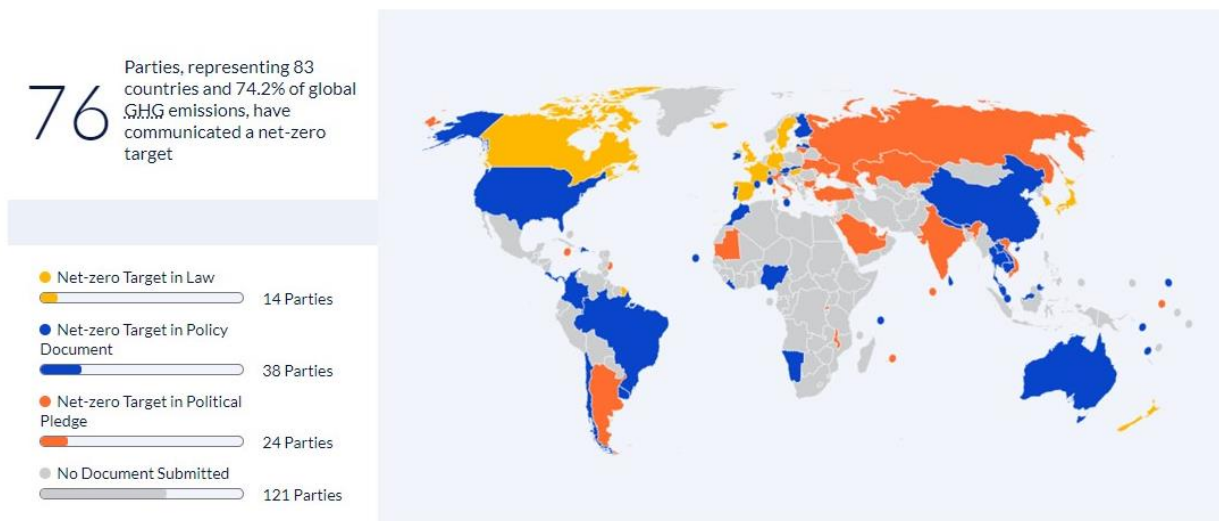 76
Parties, representing 83
countries and 74.2% of global
GHG emissions, have
communicated a net-zero
target
Net-zero Target in Law
14 Parties
Net-zero Target in Policy
Document
38 Parties
Net-zero Target in Political
Pledge
24 Parties
No Document Submitted
121 Parties